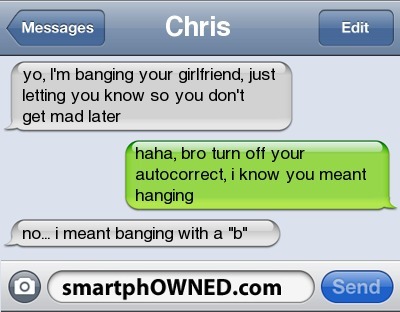 Messages
Chris
Edit
yo, I'm banging your girlfriend, just
letting you know so you don't
get mad later
haha, bro turn off your
autocorrect, i know you meant
hanging
no... i meant banging with a "b"
smartphOWNED.com
Send